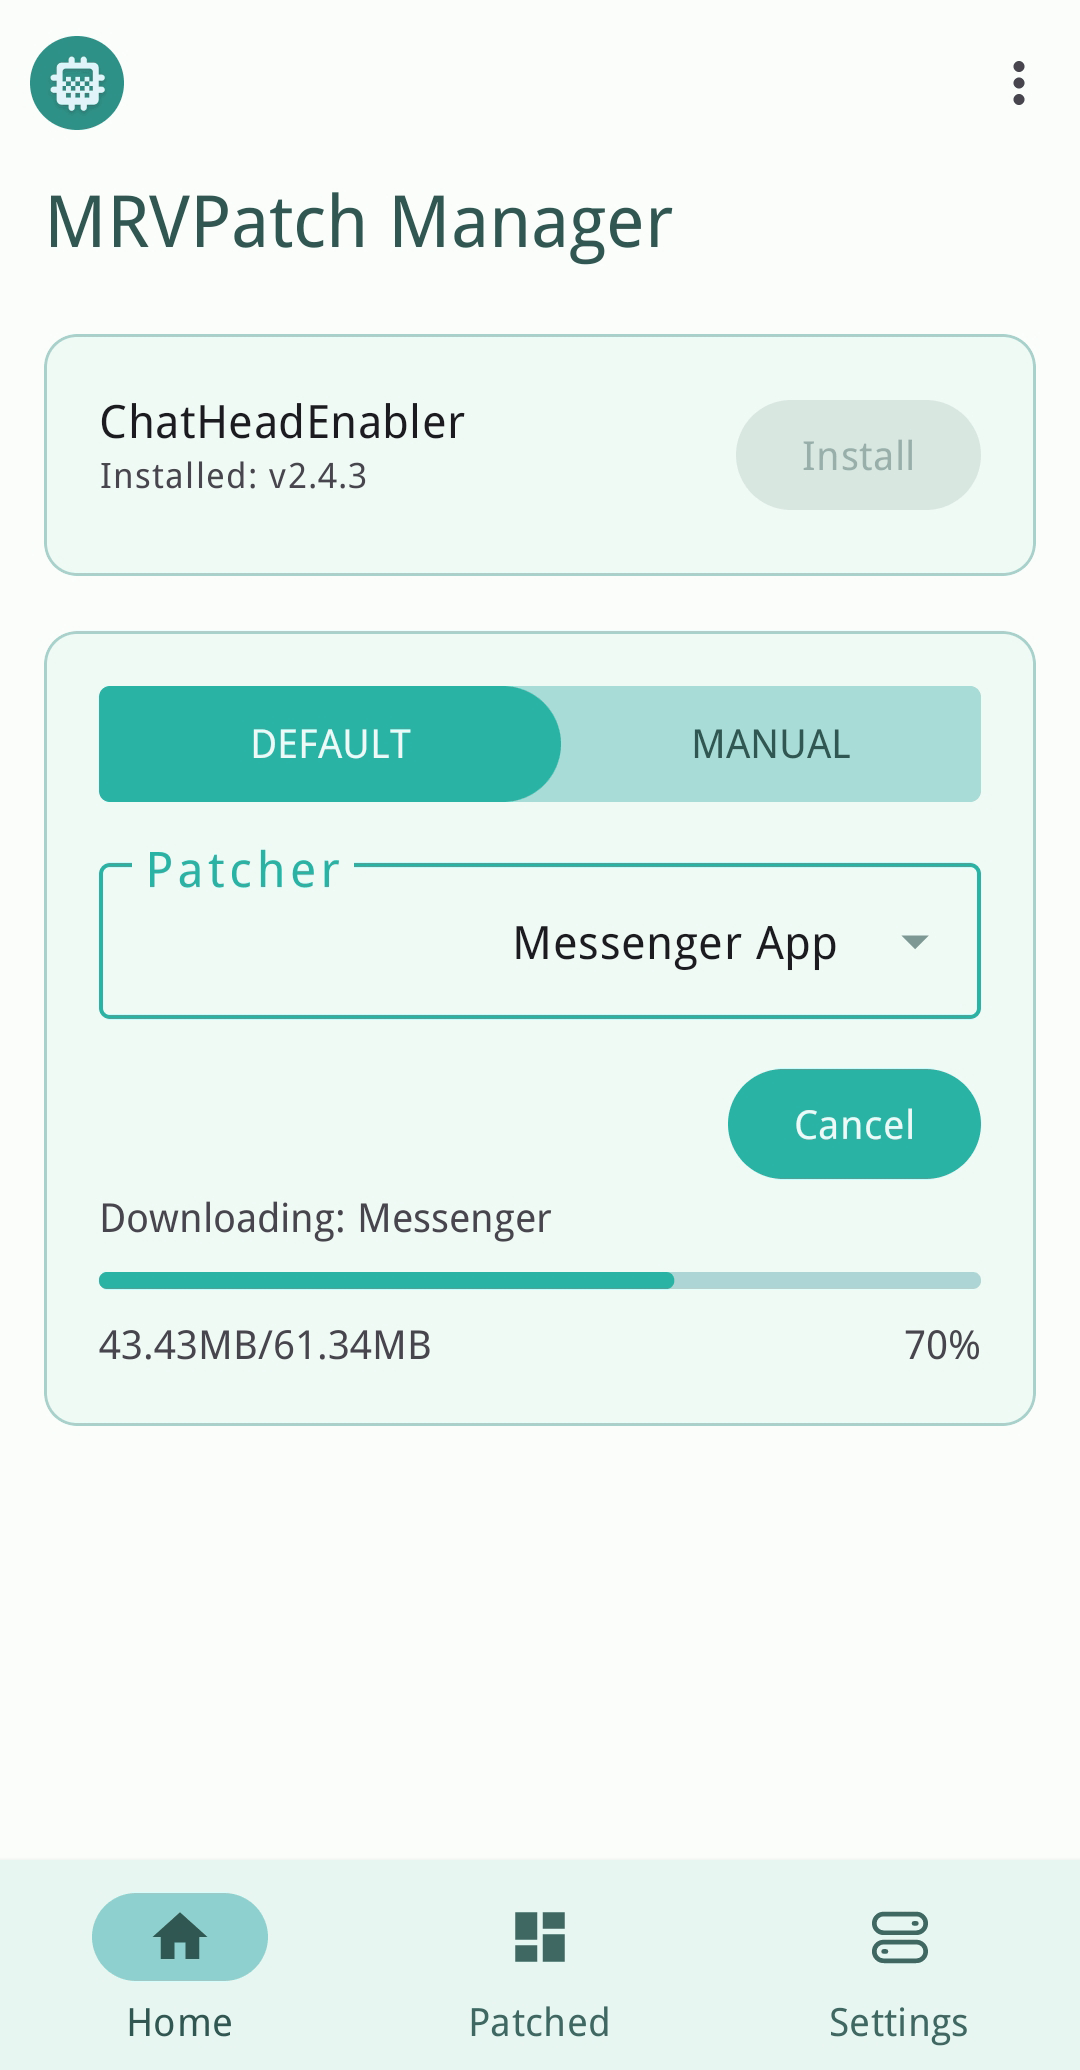 MRVPatch Manager
ChatHeadEnabler
Installed: v2.4.3
Install
DEFAULT
MANUAL
Patcher
Messenger App
Cancel
Downloading: Messenger
43.43MB/61.34MB
70%
Home
Patched
Settings